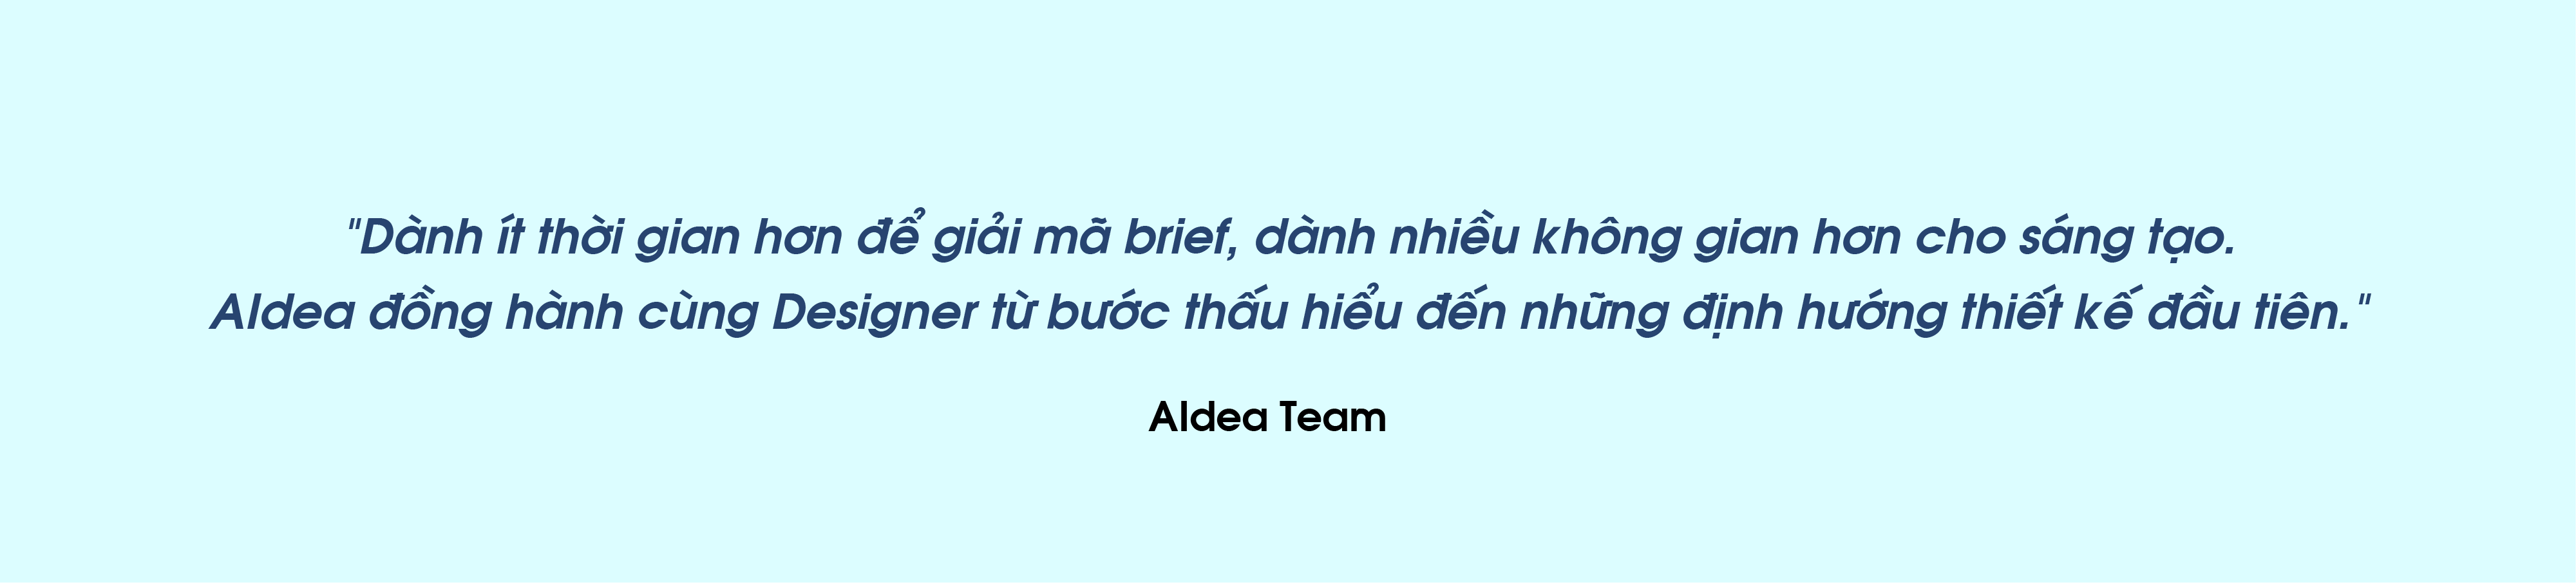 "Dành ít thời gian hơn để giải mã brief, dành nhiều không gian hơn cho sáng tạo.
AIdea đồng hành cùng Designer từ bước thấu hiểu đến những định hướng thiết kế đầu tiên."
AIdea Team